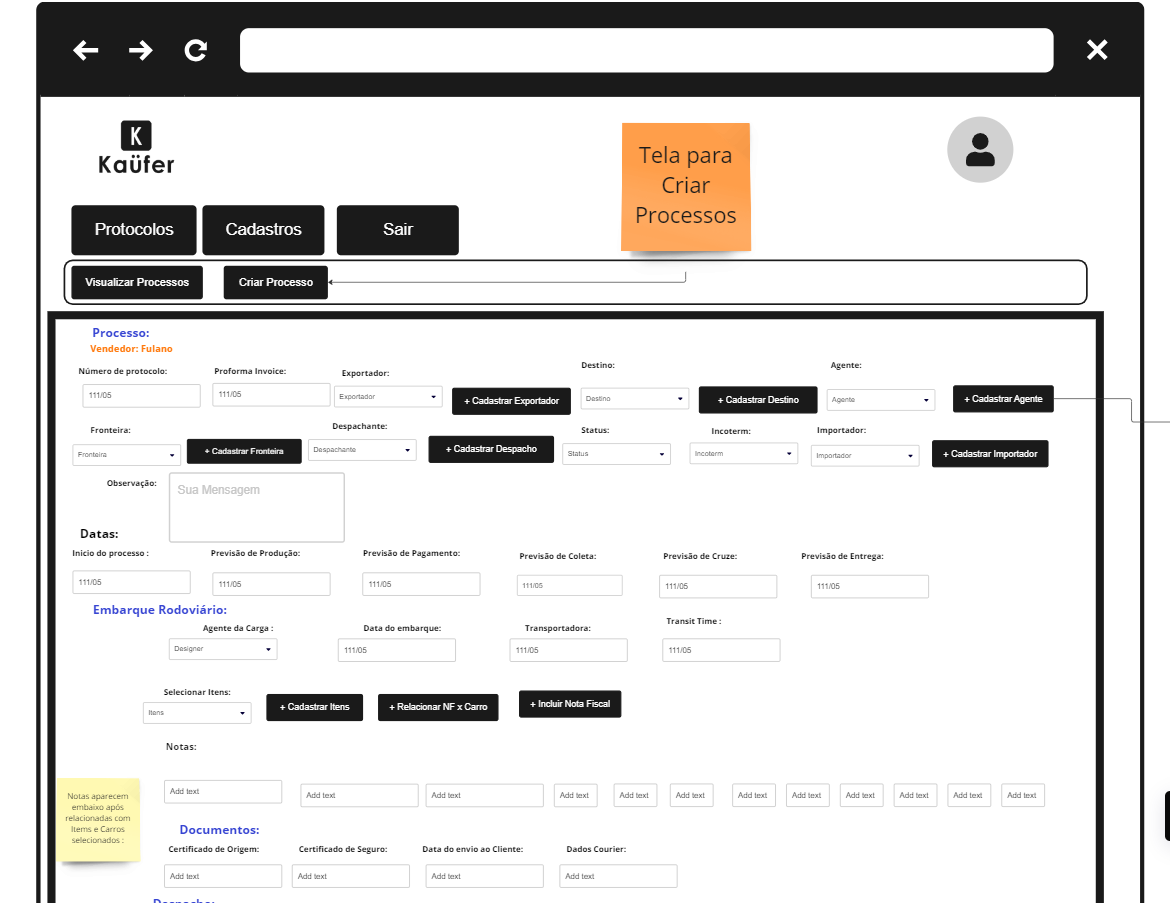 K
Kaüfer
Tela para
Criar
Processos
Protocolos
Cadastros
Sair
Visualizar Processos
Criar Processo
Processo:
Vendedor: Fulano
Número de protocolo:
Proforma Invoice:
Exportador:
Destino:
Agente:
111/05
111/05
Exportador
+ Cadastrar Exportador
Destino
+ Cadastrar Destino
Agente
+ Cadastrar Agente
Fronteira:
Despachante:
Status:
Incoterm:
Importador:
Fronteira
+ Cadastrar Fronteira
Despachante
+ Cadastrar Despacho
Status
Incoterm
Importador
+ Cadastrar Importador
Observação:
Sua Mensagem
Datas:
Inicio do processo :
Previsão de Produção:
Previsão de Pagamento:
Previsão de Coleta:
Previsão de Cruze:
Previsão de Entrega:
111/05
111/05
111/05
111/05
111/05
111/05
Embarque Rodoviário:
Agente da Carga :
Data do embarque:
Transportadora:
Transit Time :
Designer
111/05
111/05
111/05
Selecionar Itens:
Itens
+ Cadastrar Itens
+ Relacionar NF x Carro
+ Incluir Nota Fiscal
Notas:
Notas aparecem
embaixo após
relacionadas com
Items e Carros
selecionados :
Add text
Add text
Add text
Add text
Add text
Add text
Add text
Add text
Add text
Add text
Add text
Add text
Documentos:
Certificado de Origem:
Certificado de Seguro:
Data do envio ao Cliente:
Dados Courier:
Add text
Add text
Add text
Add text